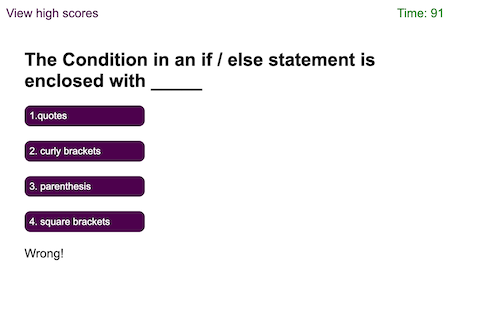 View high scores
Time: 91
The Condition in an if / else statement is
enclosed with _____
1.quotes
2. curly brackets
3. parenthesis
4. square brackets
Wrong!